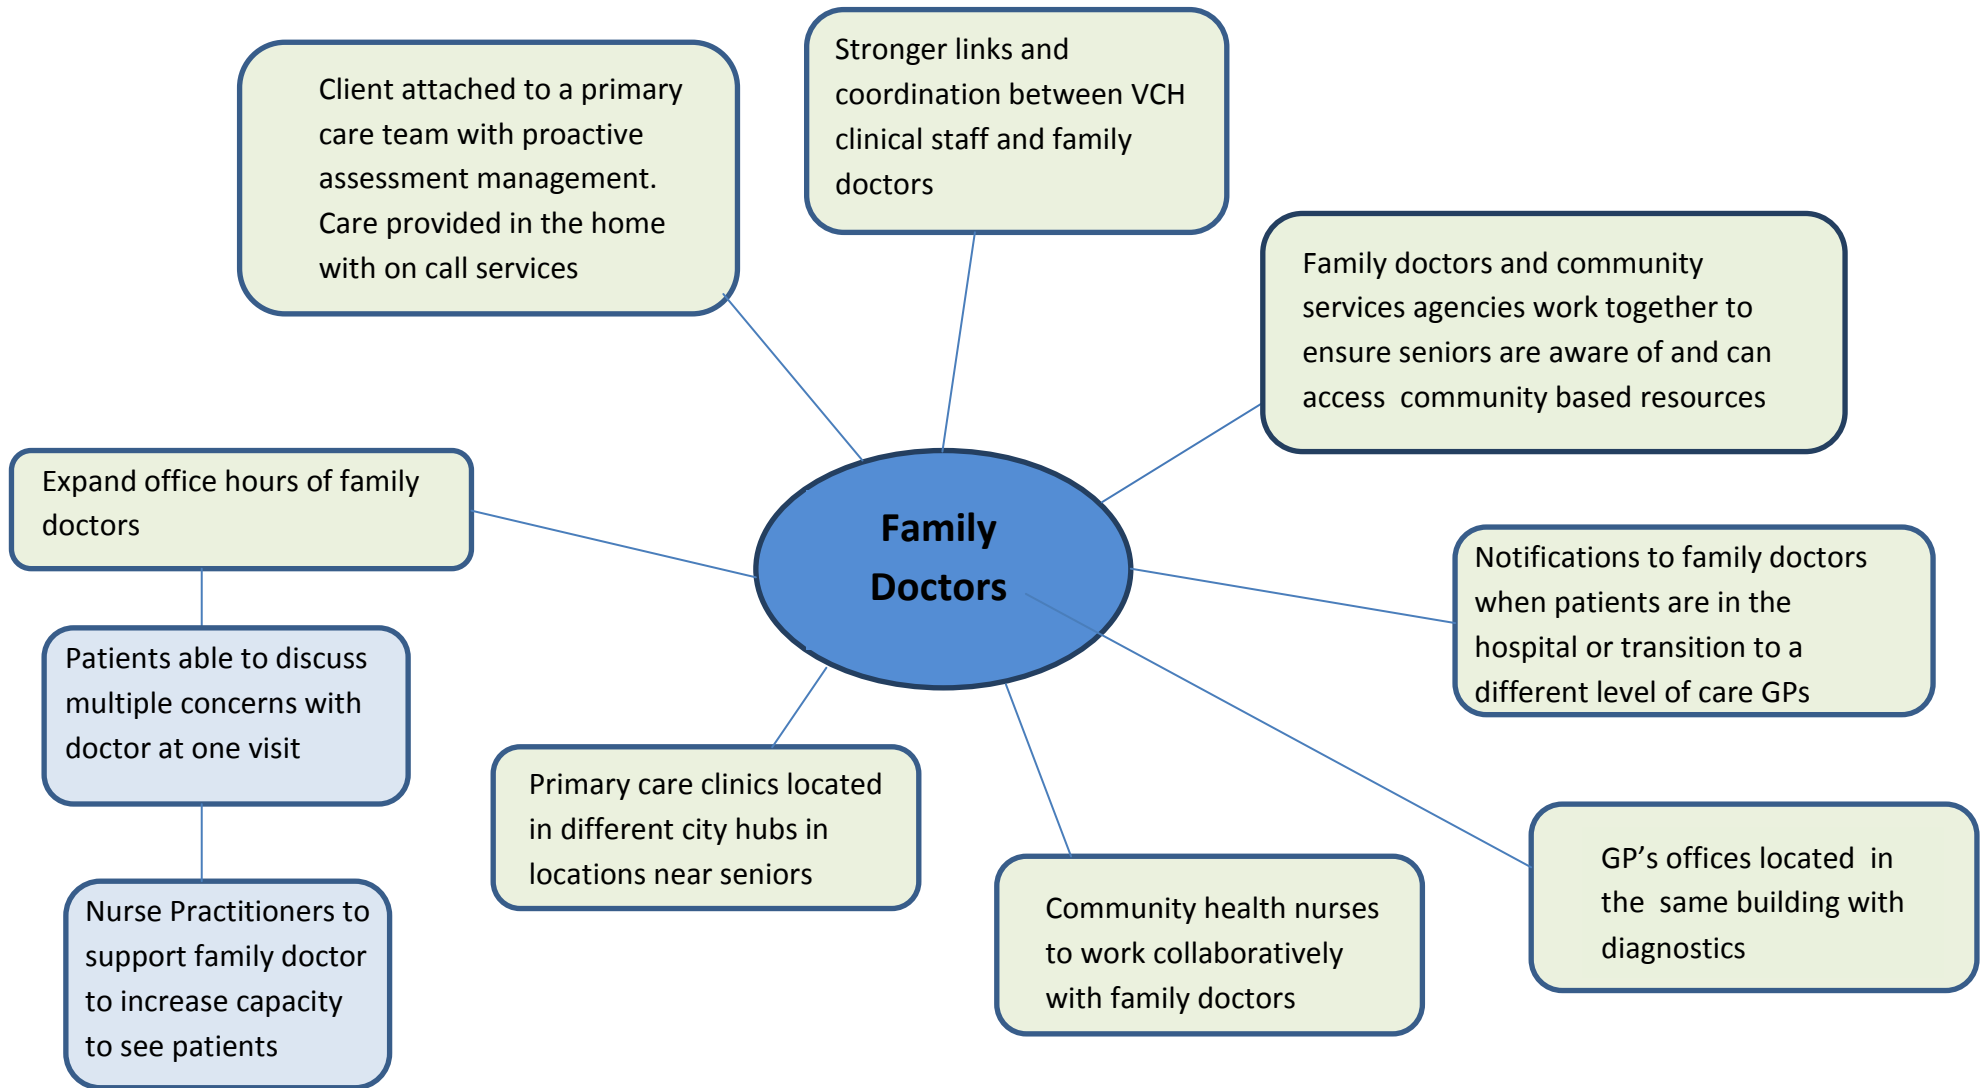 Client attached to a primary
care team with proactive
assessment management.
Care provided in the home
with on call services
Stronger links and
coordination between VCH
clinical staff and family
doctors
Family doctors and community
services agencies work together to
ensure seniors are aware of and can
access  community based resources
Expand office hours of family
doctors
Family
Doctors
Notifications to family doctors
when patients are in the
hospital or transition to a
different level of care GPs
Patients able to discuss
multiple concerns with
doctor at one visit
Primary care clinics located
in different city hubs in
locations near seniors
GP’s offices located  in
the  same building with
diagnostics
Nurse Practitioners to
support family doctor
to increase capacity
to see patients
Community health nurses
to work collaboratively
with family doctors